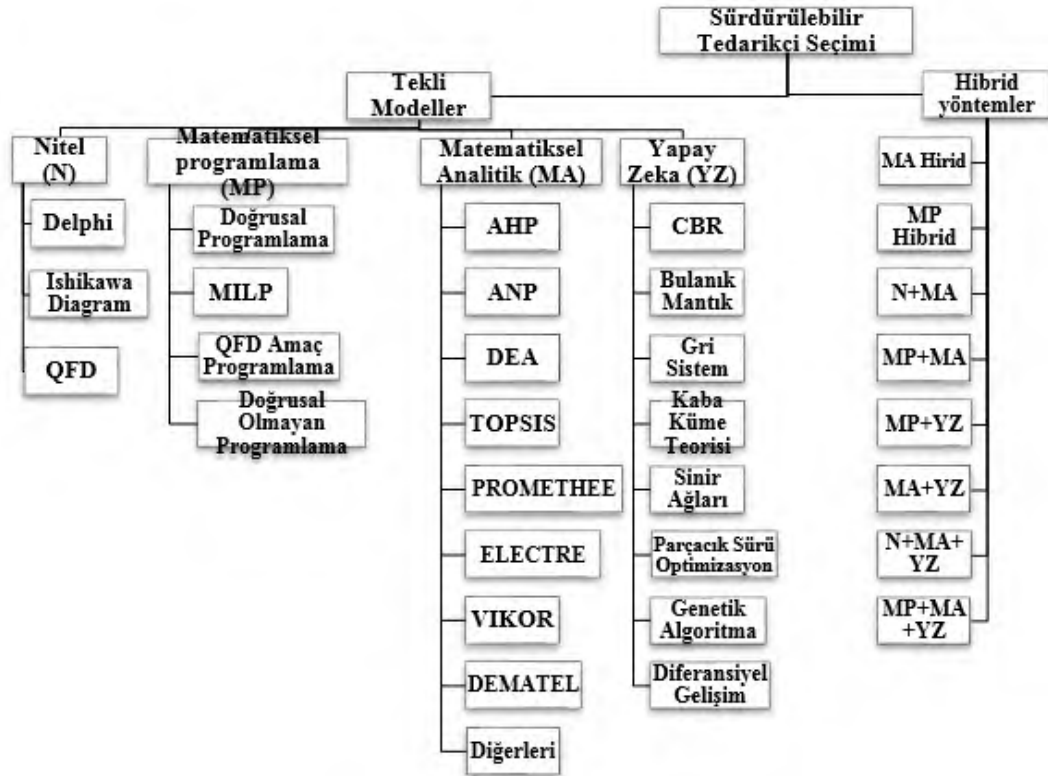 Sürdürülebilir
Tedarikçi Seçimi
Tekli
Modeller
Hibrid
yöntemler
Nitel
(N)
Delphi
Ishikawa
Diagram
QFD
Matematiksel
programlama
(MP)
Doğrusal
Programlama
MILP
QFD Amaç
Programlama
Doğrusal
Olmayan
Programlama
Matematiksel
Analitik (MA)
AHP
ANP
DEA
TOPSIS
PROMETHEE
ELECTRE
VIKOR
DEMATEL
Diğerleri
Yapay
Zeka (YZ)
CBR
Bulanık
Mantık
Gri
Sistem
Kaba
Küme
Teorisi
Sinir
Ağları
Parçacık Sürü
Optimizasyon
Genetik
Algoritma
Diferansiyel
Gelişim
MA Hirid
MP
Hibrid
N+MA
MP+MA
MP+YZ
MA+YZ
N+MA+
YZ
MP+MA
+YZ